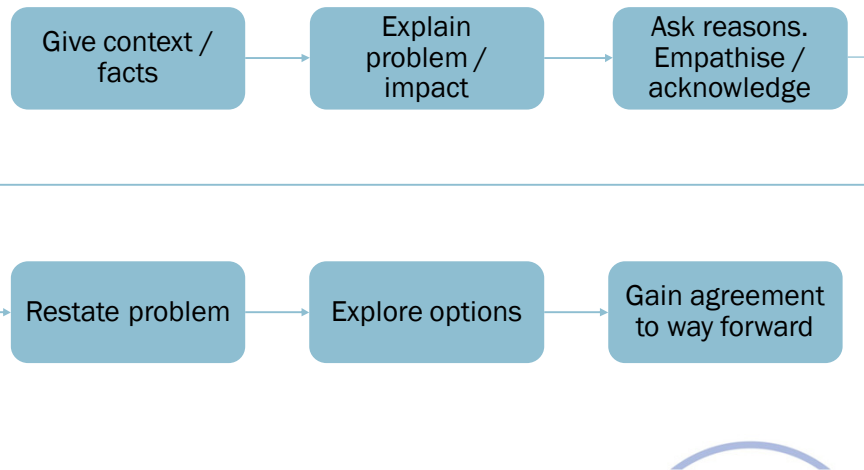 Give context /
facts
Explain
problem /
impact
Ask reasons.
Empathise /
acknowledge
Restate problem
Explore options
Gain agreement
to way forward